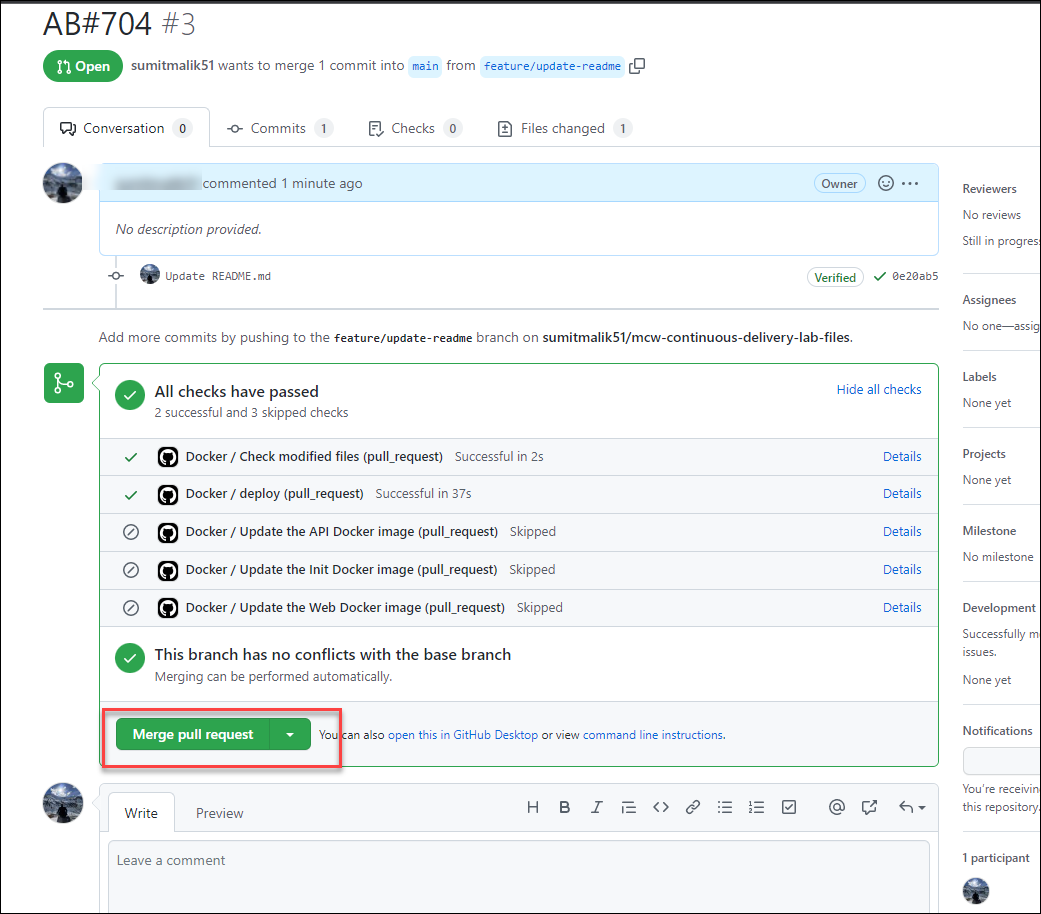 AB#704 #3
Open sumitmalik51 wants to merge 1 commit into main from feature/update-readme
Conversation 0 Commits 1 Checks 0 Files changed 1
commented 1 minute ago Owner
No description provided.
Update README.md Verified 0e20ab5
Add more commits by pushing to the feature/update-readme branch on sumitmalik51/mcw-continuous-delivery-lab-files.
All checks have passed Hide all checks
2 successful and 3 skipped checks
Docker / Check modified files (pull_request) Successful in 2s Details
Docker / deploy (pull_request) Successful in 37s Details
Docker / Update the API Docker image (pull_request) Skipped Details
Docker / Update the Init Docker image (pull_request) Skipped Details
Docker / Update the Web Docker image (pull_request) Skipped Details
This branch has no conflicts with the base branch
Merging can be performed automatically.
Merge pull request You can also open this in GitHub Desktop or view command line instructions.
Write Preview
Leave a comment
Reviewers
No reviews
Still in progress
Assignees
No one—assig
Labels
None yet
Projects
None yet
Milestone
No milestone
Development
Successfully m
issues.
None yet
Notifications
You're receivin
this repository.
1 participant